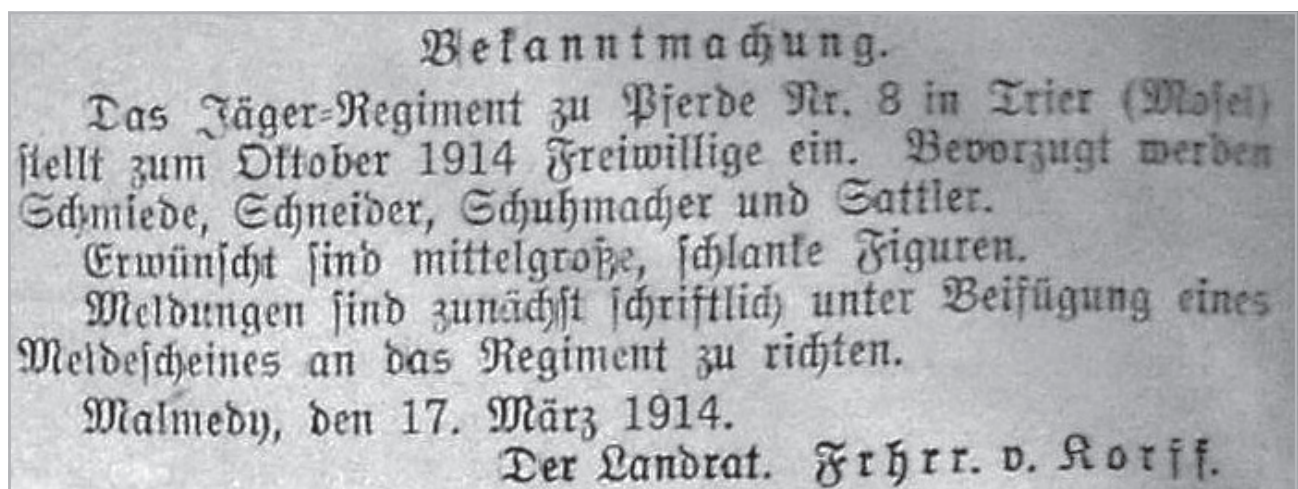 Bekanntmachung.
Das Jäger-Regiment zu Pferde Nr. 8 in Trier (Mosel)
stellt zum Oktober 1914 Freiwillige ein. Bevorzugt werden
Schmiede, Schneider, Schuhmacher und Sattler.
Erwünscht sind mittelgroße, schlanke Figuren.
Meldungen sind zunächst schriftlich unter Beifügung eines
Meldescheines an das Regiment zu richten.
Malmedy, den 17. März 1914.
Der Landrat. Frhrr. v. Korff.